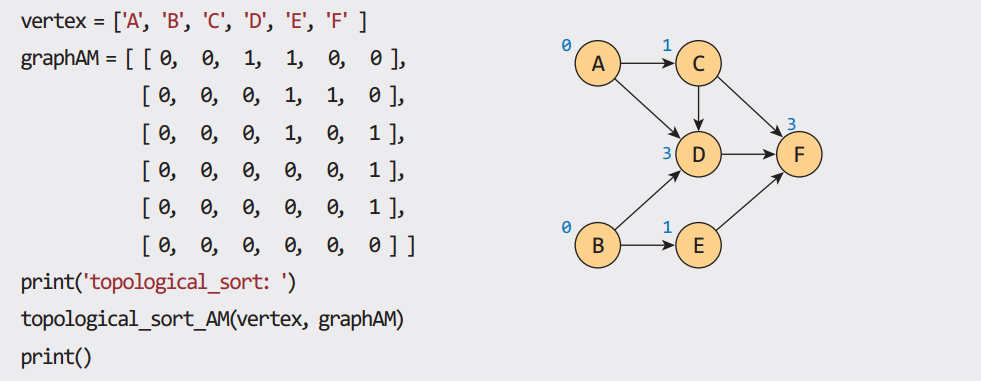 vertex = ['A', 'B', 'C', 'D', 'E', 'F' ]
graphAM = [ [ 0, 0, 1, 1, 0, 0 ],
[ 0, 0, 0, 1, 1, 0 ],
[ 0, 0, 0, 1, 0, 1 ],
[ 0, 0, 0, 0, 0, 1 ],
[ 0, 0, 0, 0, 0, 1 ],
[ 0, 0, 0, 0, 0, 0 ] ]
print('topological_sort: ')
topological_sort_AM(vertex, graphAM)
print()
0 A 1 C
3 D 3 F
0 B 1 E